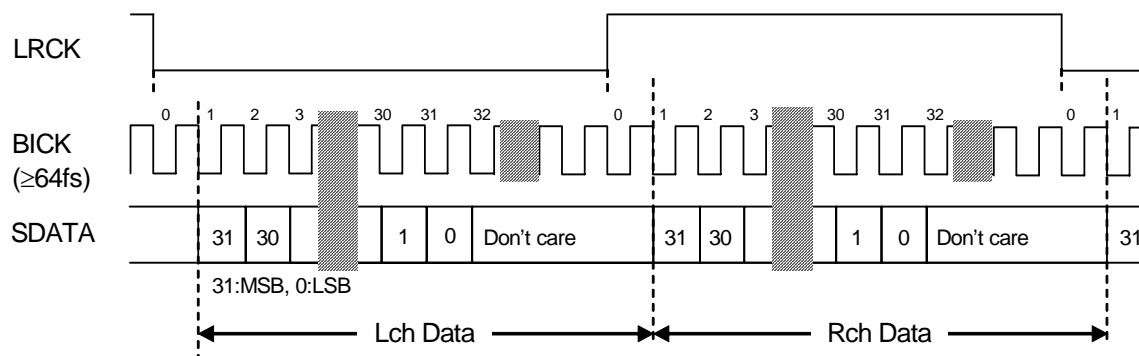 LRCK
0 1 2 3 30 31 32 0 1 2 3 30 31 32 0 1
BICK
(≥64fs)
SDATA
31 30 1 0 Don't care 31 30 1 0 Don't care 31
31:MSB, 0:LSB
Lch Data Rch Data